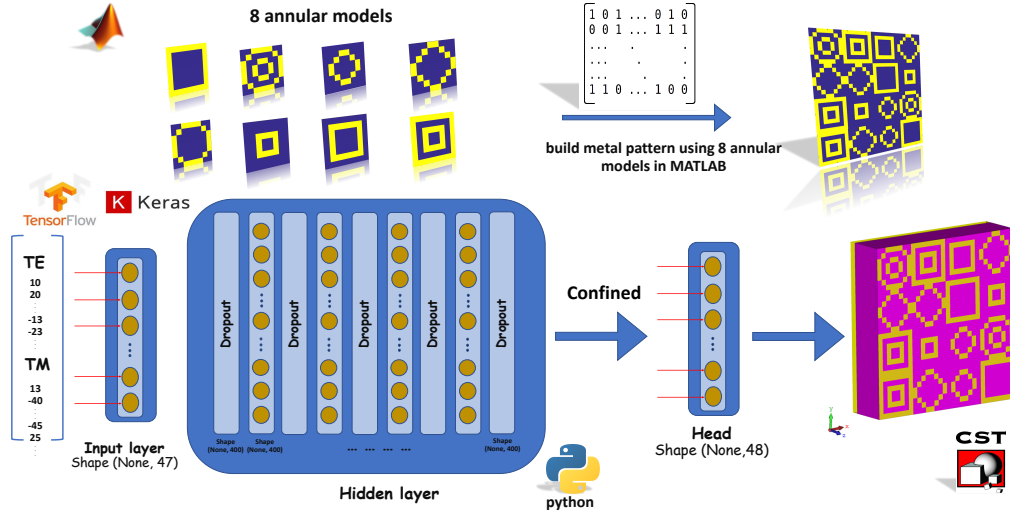 8 annular models
1 0 1 ... 0 1 0
0 0 1 ... 1 1 1
... . ...
... . .
... . ...
1 1 0 ... 1 0 0
build metal pattern using 8 annular
models in MATLAB
TensorFlow
K Keras
TE
10
20
-13
-23
TM
13
-40
-45
25
Input layer
Shape (None, 47)
Dropout
Dropout
Dropout
Dropout
Dropout
Shape
(None, 400)
Shape
(None, 400)
... ... ... ...
Shape
(None, 400)
Hidden layer
python
Confined
Head
Shape (None,48)
y
x
z
CST